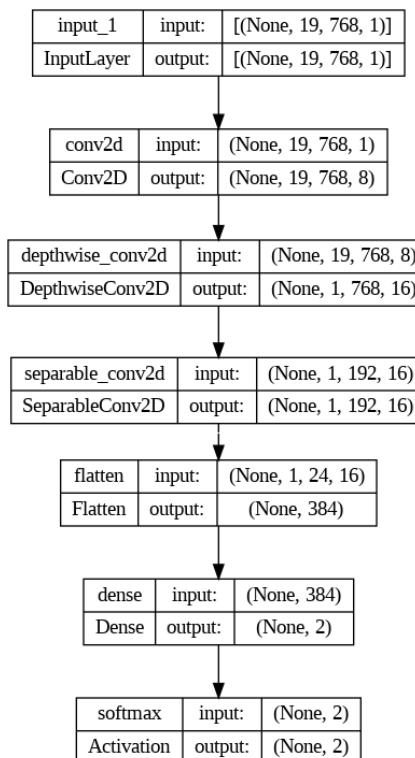 input_1 input: [(None, 19, 768, 1)]
InputLayer output: [(None, 19, 768, 1)]
conv2d input: (None, 19, 768, 1)
Conv2D output: (None, 19, 768, 8)
depthwise_conv2d input: (None, 19, 768, 8)
DepthwiseConv2D output: (None, 1, 768, 16)
separable_conv2d input: (None, 1, 192, 16)
SeparableConv2D output: (None, 1, 192, 16)
flatten input: (None, 1, 24, 16)
Flatten output: (None, 384)
dense input: (None, 384)
Dense output: (None, 2)
softmax input: (None, 2)
Activation output: (None, 2)